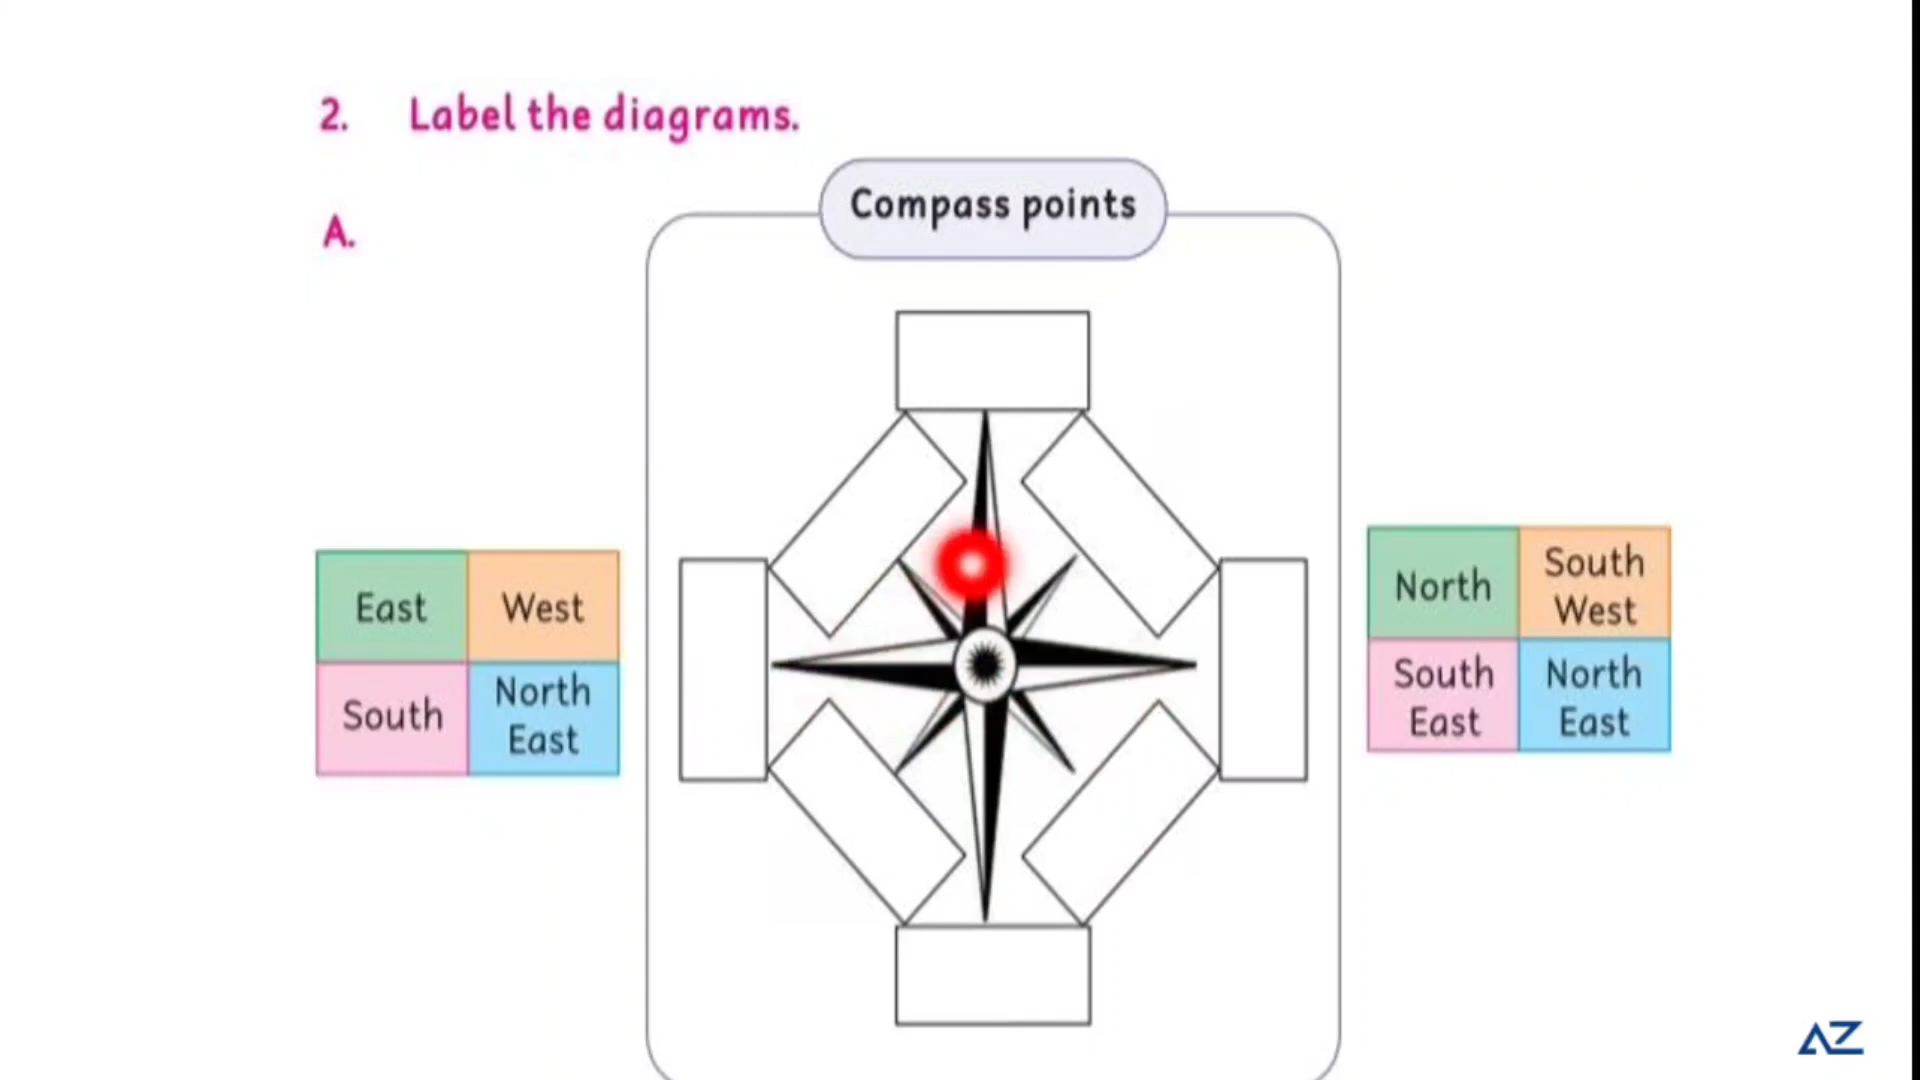 2. Label the diagrams.
Compass points
A.
East
West
South
North
East
North
South
West
South
East
North
East
AZ